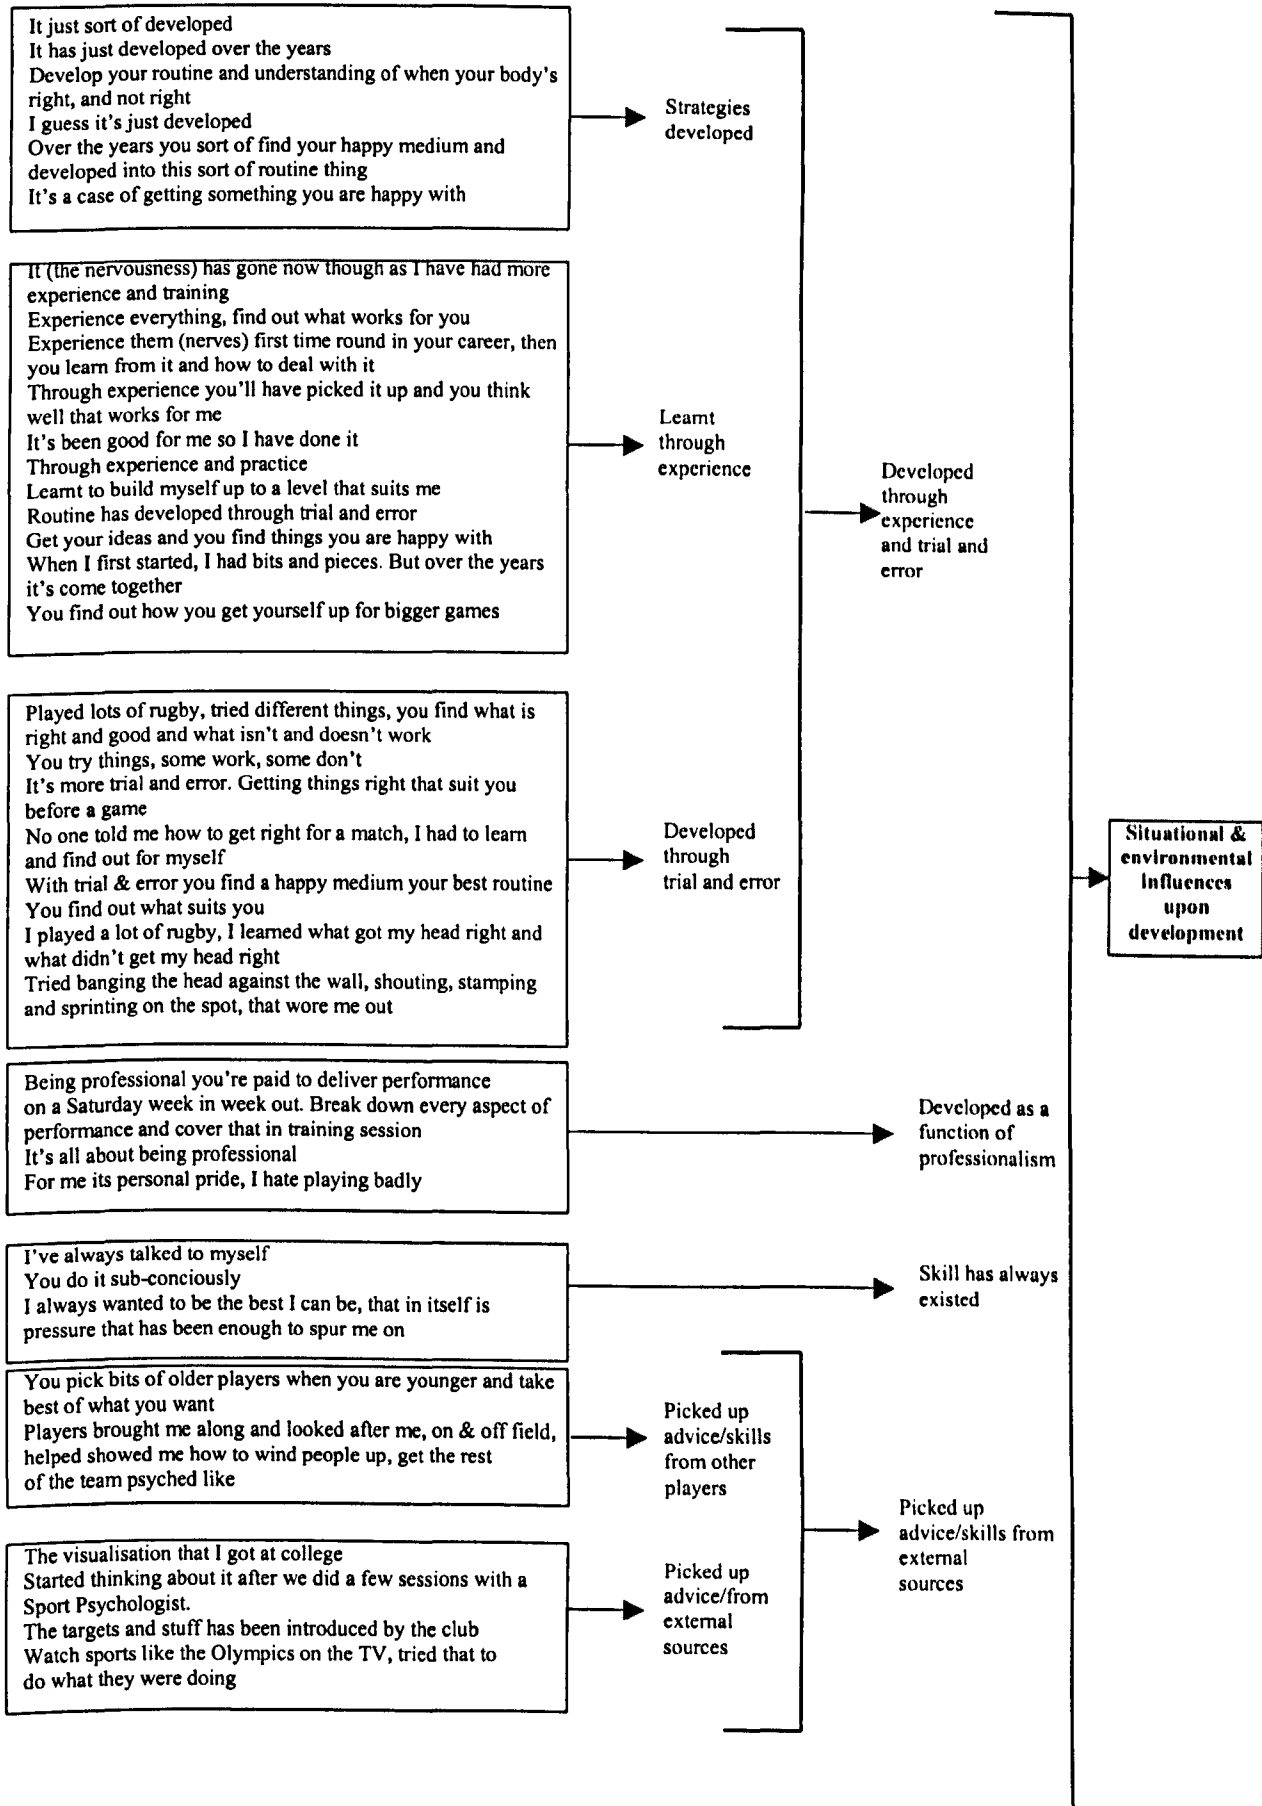 It just sort of developed
It has just developed over the years
Develop your routine and understanding of when your body's
right, and not right
I guess it's just developed
Over the years you sort of find your happy medium and
developed into this sort of routine thing
It's a case of getting something you are happy with
Strategies
developed
It (the nervousness) has gone now though as I have had more
experience and training
Experience everything, find out what works for you
Experience them (nerves) first time round in your career, then
you learn from it and how to deal with it
Through experience you'll have picked it up and you think
well that works for me
It's been good for me so I have done it
Through experience and practice
Learnt to build myself up to a level that suits me
Routine has developed through trial and error
Get your ideas and you find things you are happy with
When I first started, I had bits and pieces. But over the years
it's come together
You find out how you get yourself up for bigger games
Learnt
through
experience
Developed
through
experience
and trial and
error
Played lots of rugby, tried different things, you find what is
right and good and what isn't and doesn't work
You try things, some work, some don't
It's more trial and error. Getting things right that suit you
before a game
No one told me how to get right for a match, I had to learn
and find out for myself
With trial & error you find a happy medium your best routine
You find out what suits you
I played a lot of rugby, I learned what got my head right and
what didn't get my head right
Tried banging the head against the wall, shouting, stamping
and sprinting on the spot, that wore me out
Developed
through
trial and error
Situational &
environmental
influences
upon
development
Being professional you're paid to deliver performance
on a Saturday week in week out. Break down every aspect of
performance and cover that in training session
It's all about being professional
For me its personal pride, I hate playing badly
Developed as a
function of
professionalism
I've always talked to myself
You do it sub-conciously
I always wanted to be the best I can be, that in itself is
pressure that has been enough to spur me on
Skill has always
existed
You pick bits of older players when you are younger and take
best of what you want
Players brought me along and looked after me, on & off field,
helped showed me how to wind people up, get the rest
of the team psyched like
Picked up
advice/skills
from other
players
Picked up
advice/skills from
external
sources
The visualisation that I got at college
Started thinking about it after we did a few sessions with a
Sport Psychologist.
The targets and stuff has been introduced by the club
Watch sports like the Olympics on the TV, tried that to
do what they were doing
Picked up
advice/from
external
sources